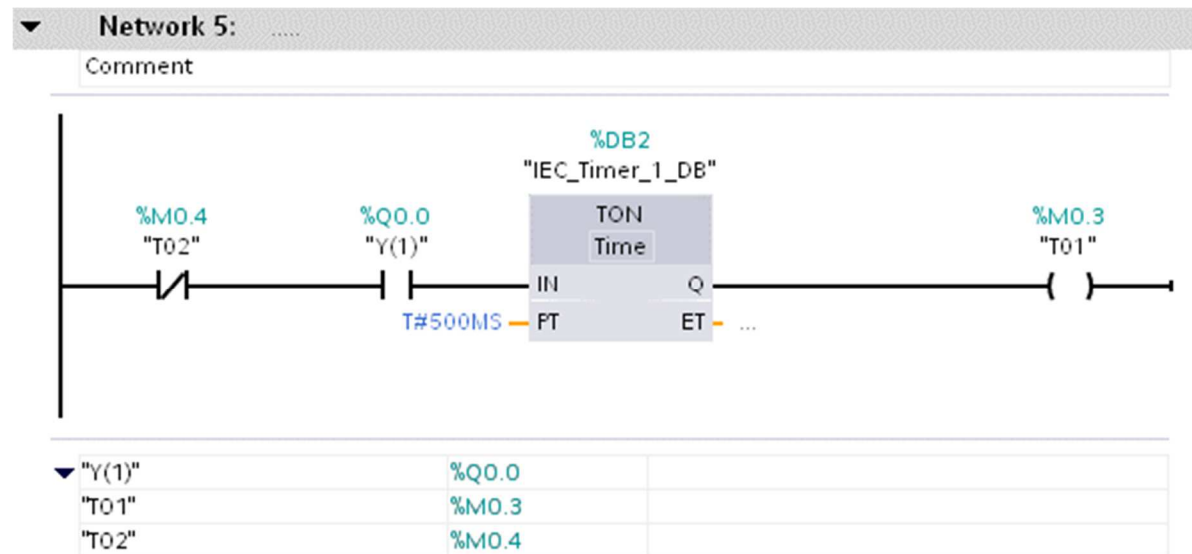 Network 5: .....
Comment
%DB2
"IEC_Timer_1_DB"
%M0.4 %Q0.0 TON %M0.3
"T02" "Y(1)" Time "T01"
IN Q
T#500MS PT ET ...
"Y(1)" %Q0.0
"T01" %M0.3
"T02" %M0.4